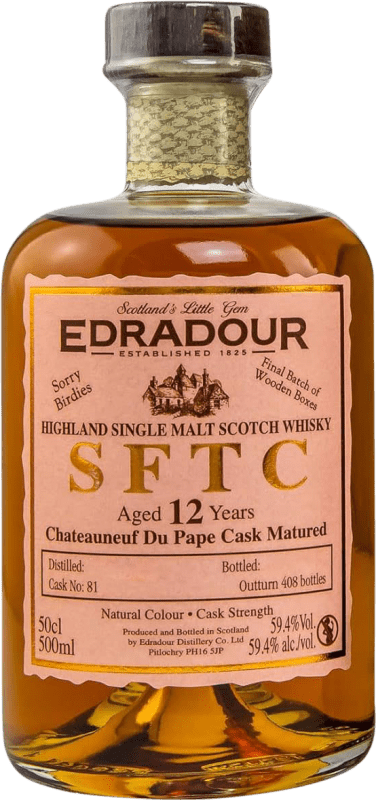 Scotland's Little Gem
EDRADOUR
ESTABLISHED 1825
Sorry
Birdies
Final Batch of
Wooden Boxes
HIGHLAND SINGLE MALT SCOTCH WHISKY
SFTC
Aged 12 Years
Chateauneuf Du Pape Cask Matured
Distilled:
Bottled:
Cask No: 81
Outturn 408 bottles
Natural Colour • Cask Strength
50cl
500ml
Produced and Bottled in Scotland
by Edradour Distillery Co. Ltd
Pitlochry PH16 5JP
59.4%Vol.
59.4% alc./vol.